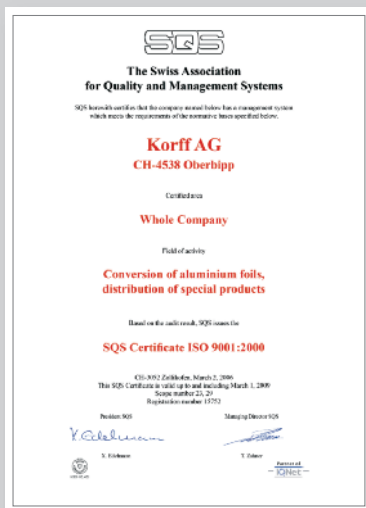 SQS
The Swiss Association
for Quality and Management Systems
SQS herewith certifies that the company named below has a management system
which meets the requirements of the normative bases specified below.
Korff AG
CH-4538 Oberbipp
Certified area
Whole Company
Field of activity
Conversion of aluminium foils,
distribution of special products
Based on the audit result, SQS issues the
SQS Certificate ISO 9001:2000
CH-3052 Zollikofen, March 2, 2006
This SQS Certificate is valid up to and including March 1, 2009
Scope number 23, 29
Registration number 15752
President SQS Managing Director SQS
X. Edelmann
X. Edelmann T. Zahner
Partner of
IQNet